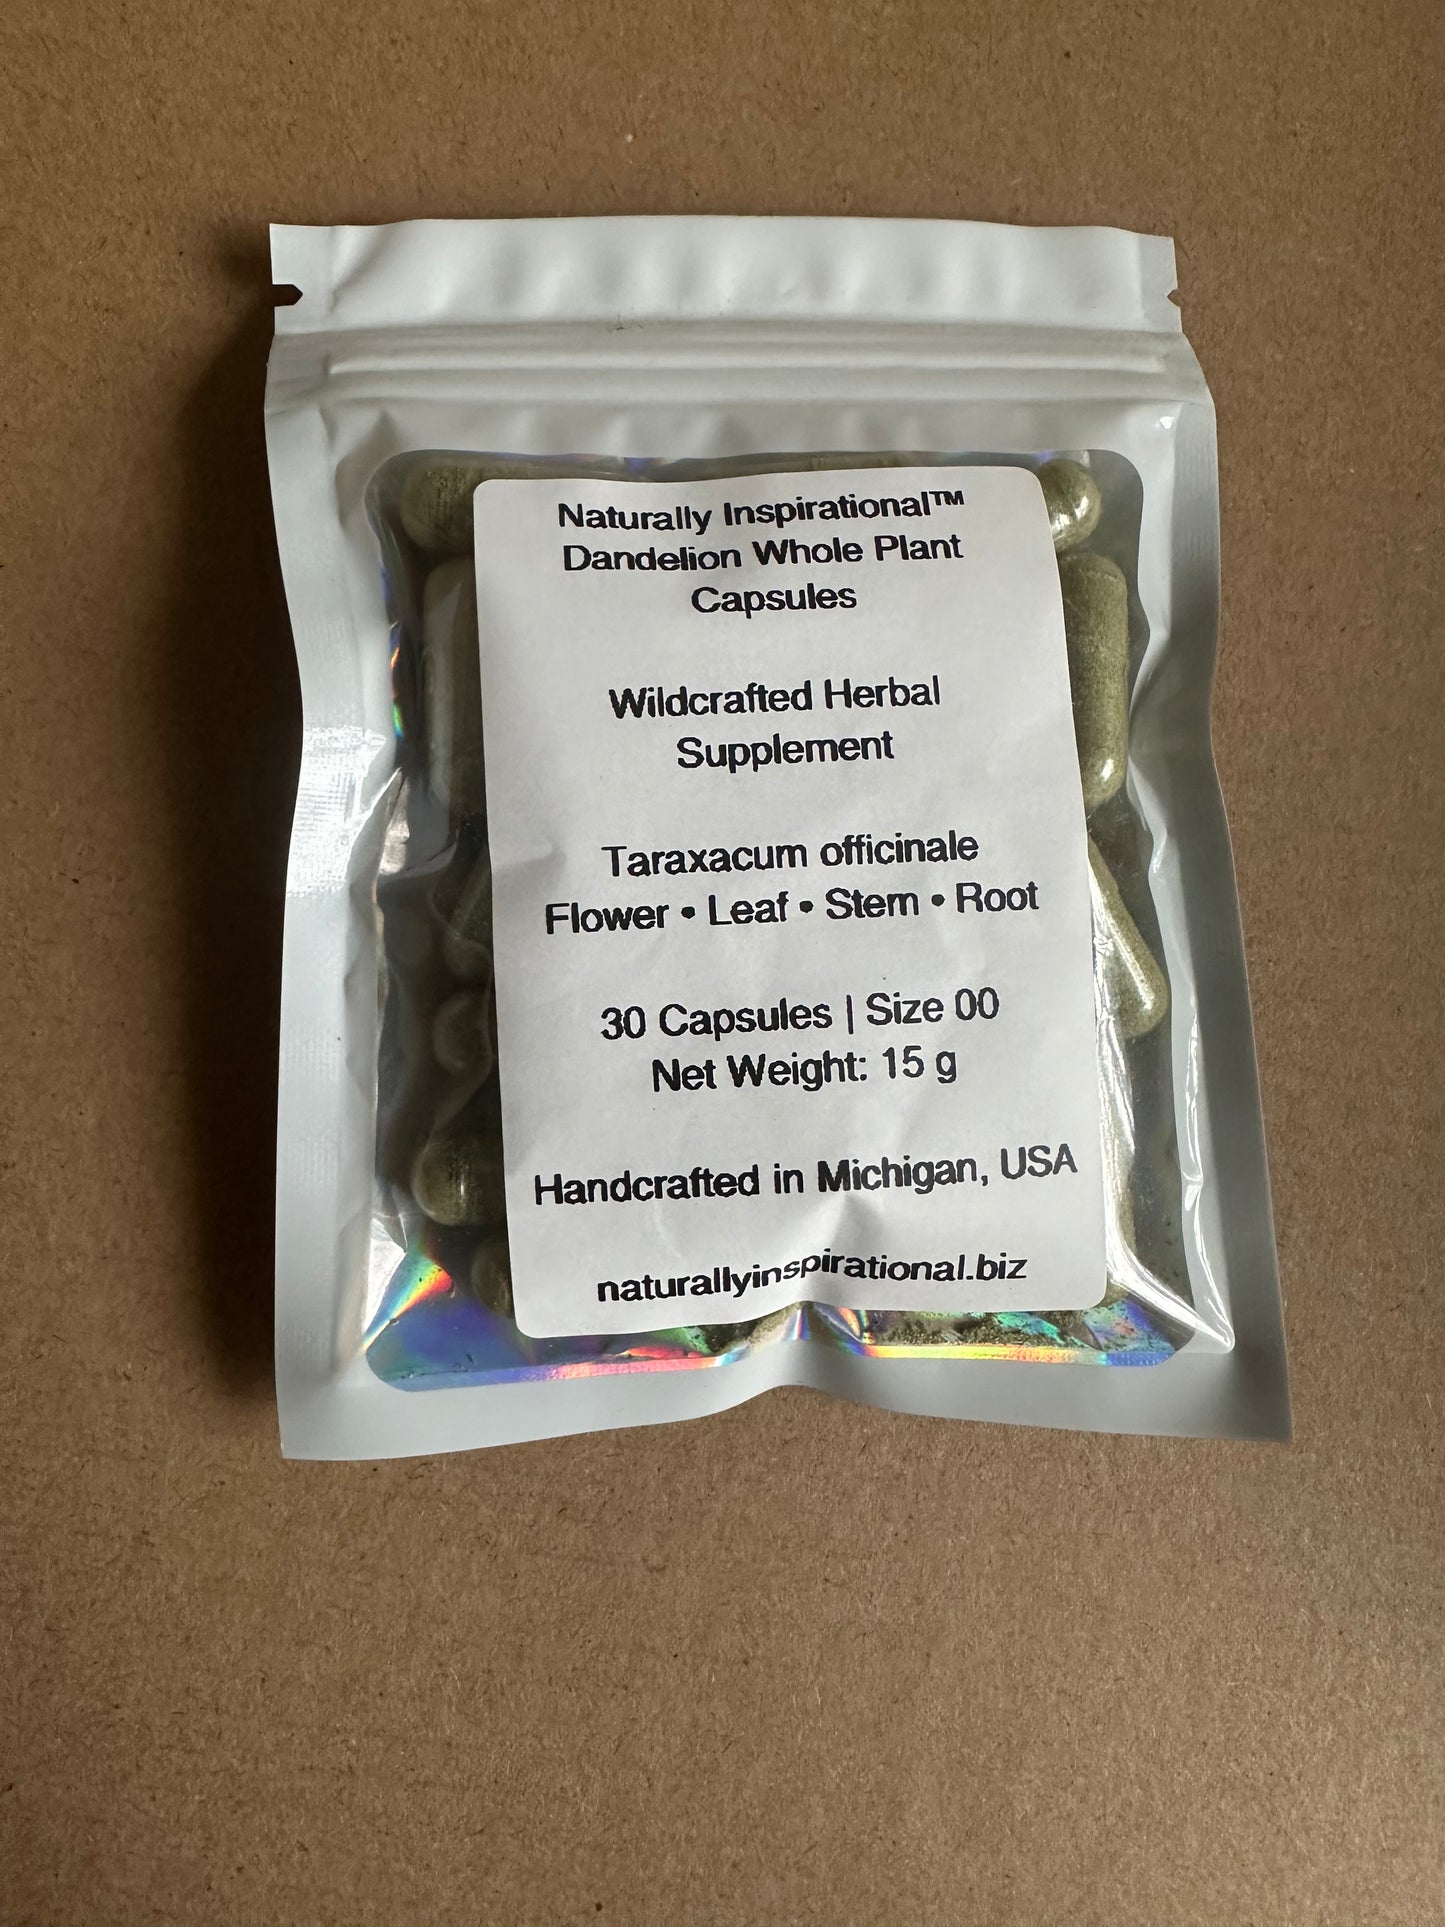 Naturally Inspirational™
Dandelion Whole Plant
Capsules
Wildcrafted Herbal
Supplement
Taraxacum officinale
Flower • Leaf • Stem • Root
30 Capsules | Size 00
Net Weight: 15 g
Handcrafted in Michigan, USA
naturallyinspirational.biz